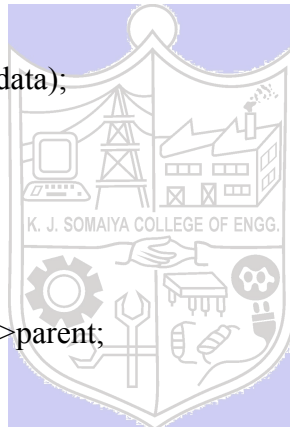 data);
K. J. SOMAIYA COLLEGE OF ENGG.
>parent;